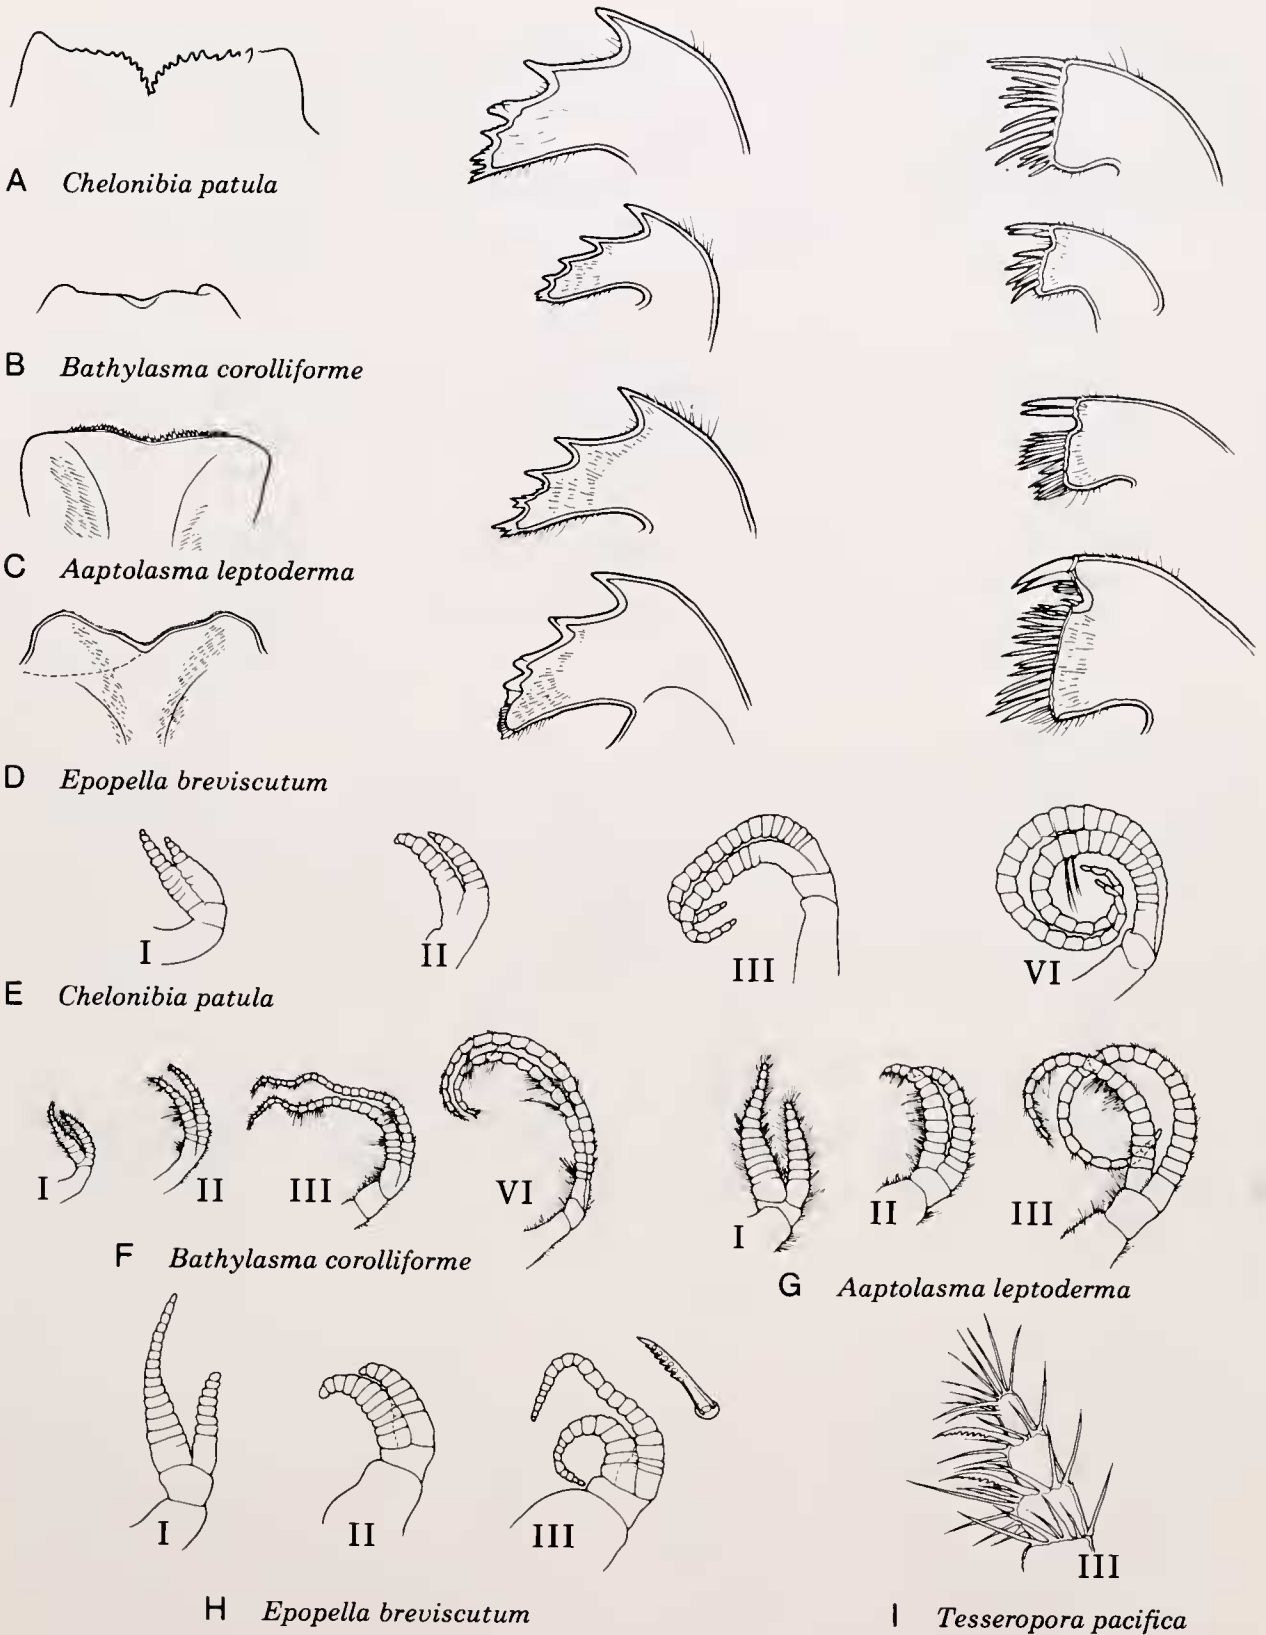 A Chelonibia patula
B Bathylasma corolliforme
C Aaptolasma leptoderma
D Epopella breviscutum
I II III VI
E Chelonibia patula
I II III VI
F Bathylasma corolliforme
I II III
G Aaptolasma leptoderma
I II III
H Epopella breviscutum
III
I Tesseropora pacifica